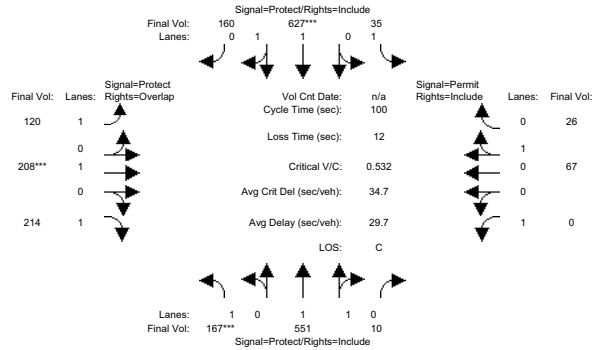 Signal=Protect/Rights=Include
Final Vol: 160 627*** 35
Lanes: 0 1 1 0 1
Signal=Protect
Final Vol: Lanes: Rights=Overlap
Vol Cnt Date: n/a
Cycle Time (sec): 100
Signal=Permit
Rights=Include Lanes: Final Vol:
120 1
0 26
Loss Time (sec): 12
0
1
208*** 1
Critical V/C: 0.532
0 67
0
Avg Crit Del (sec/veh): 34.7
0
214 1
Avg Delay (sec/veh): 29.7
1 0
LOS: C
Lanes: 1 0 1 1 0
Final Vol: 167*** 551 10
Signal=Protect/Rights=Include